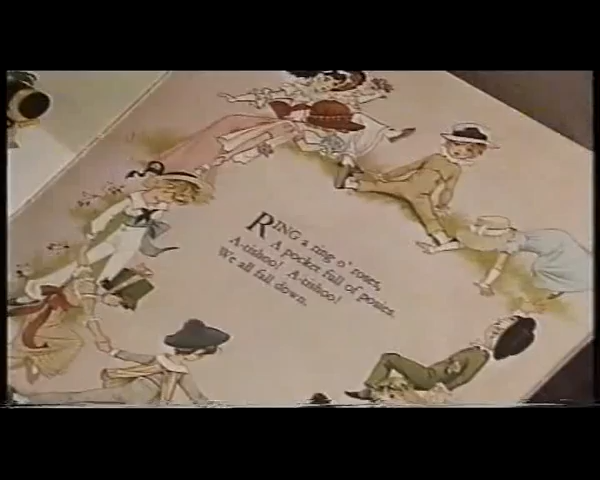 RING a ring o' roses,
A pocket full of posies.
A-tishoo! A-tishoo!
We all fall down.